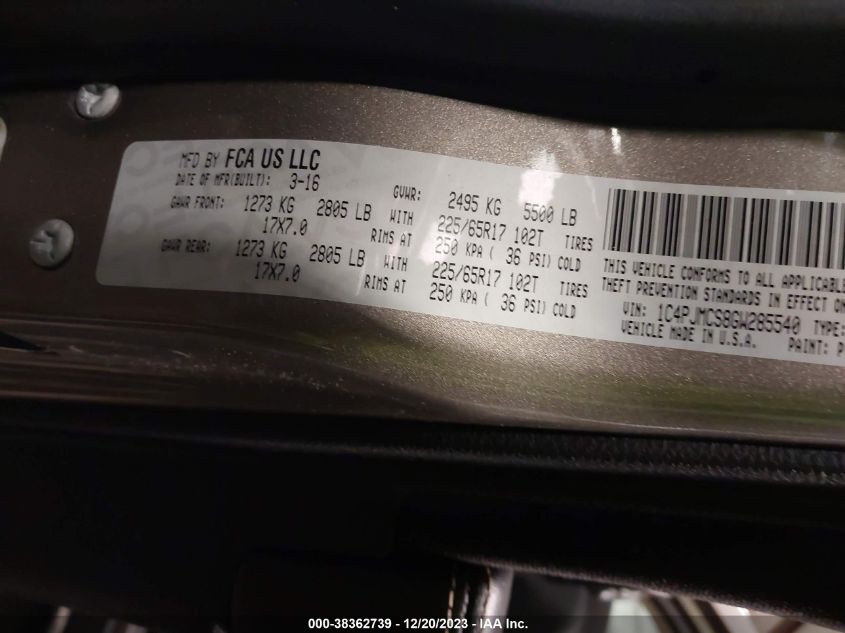 MFD BY FCA US LLC
DATE OF MFR(BUILT): 3-16 GVWR: 2495 KG 5500 LB
GAWR FRONT: 1273 KG 2805 LB WITH 225/65R17 102T TIRES
17X7.0 RIMS AT 250 KPA ( 36 PSI) COLD
GAWR REAR: 1273 KG 2805 LB WITH 225/65R17 102T TIRES
17X7.0 RIMS AT 250 KPA ( 36 PSI) COLD
THIS VEHICLE CONFORMS TO ALL APPLICABLE
THEFT PREVENTION STANDARDS IN EFFECT ON
VIN: 1C4PJMCS8GW285540 TYPE:
VEHICLE MADE IN U.S.A. PAINT: P
000-38362739 - 12/20/2023 - IAA Inc.